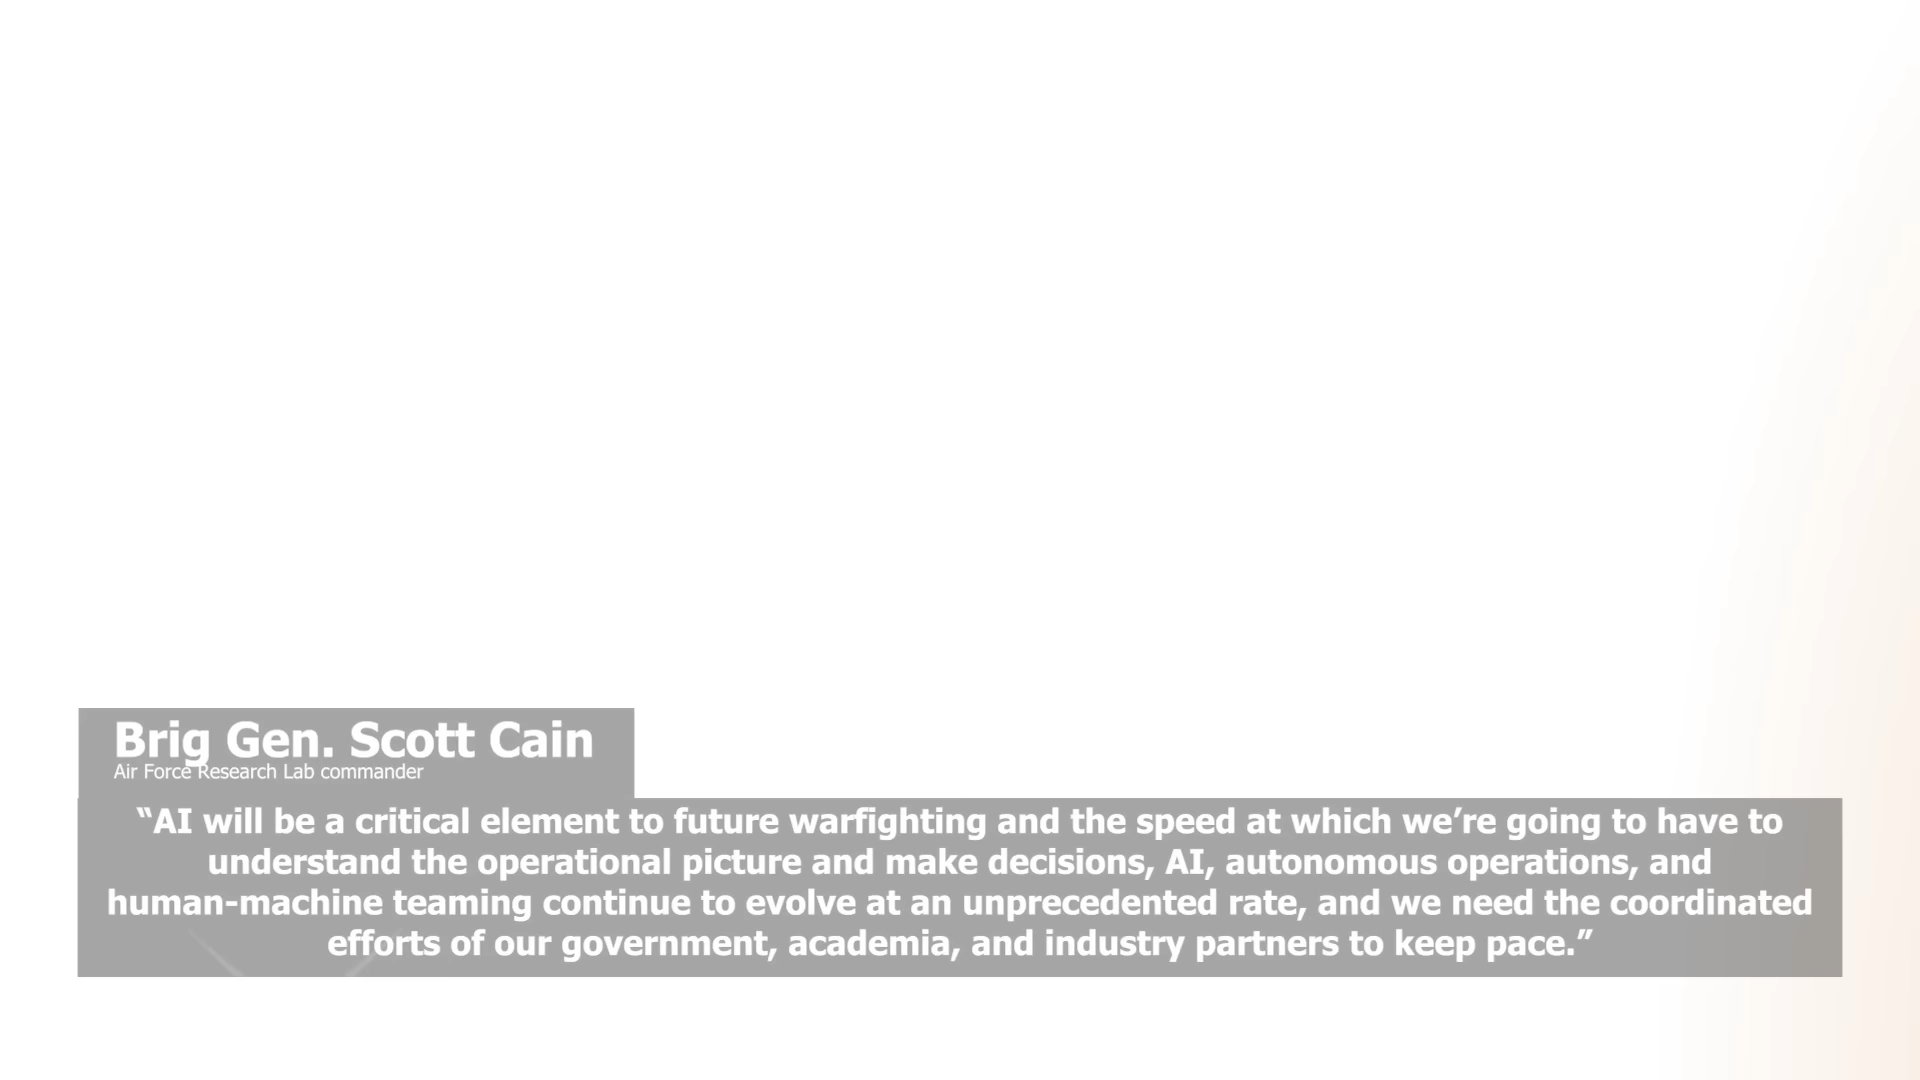 Brig Gen. Scott Cain
Air Force Research Lab commander
“AI will be a critical element to future warfighting and the speed at which we’re going to have to
understand the operational picture and make decisions, AI, autonomous operations, and
human-machine teaming continue to evolve at an unprecedented rate, and we need the coordinated
efforts of our government, academia, and industry partners to keep pace.”